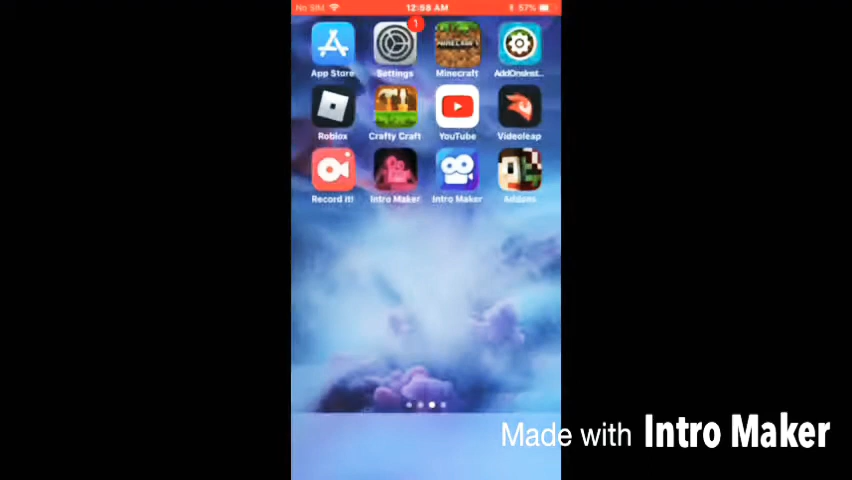 No SIM 12:58 AM 57%
1
App Store Settings Minecraft AddOnsInst...
Roblox Crafty Craft YouTube Videoleap
Record it! Intro Maker Intro Maker Addons
Made with Intro Maker